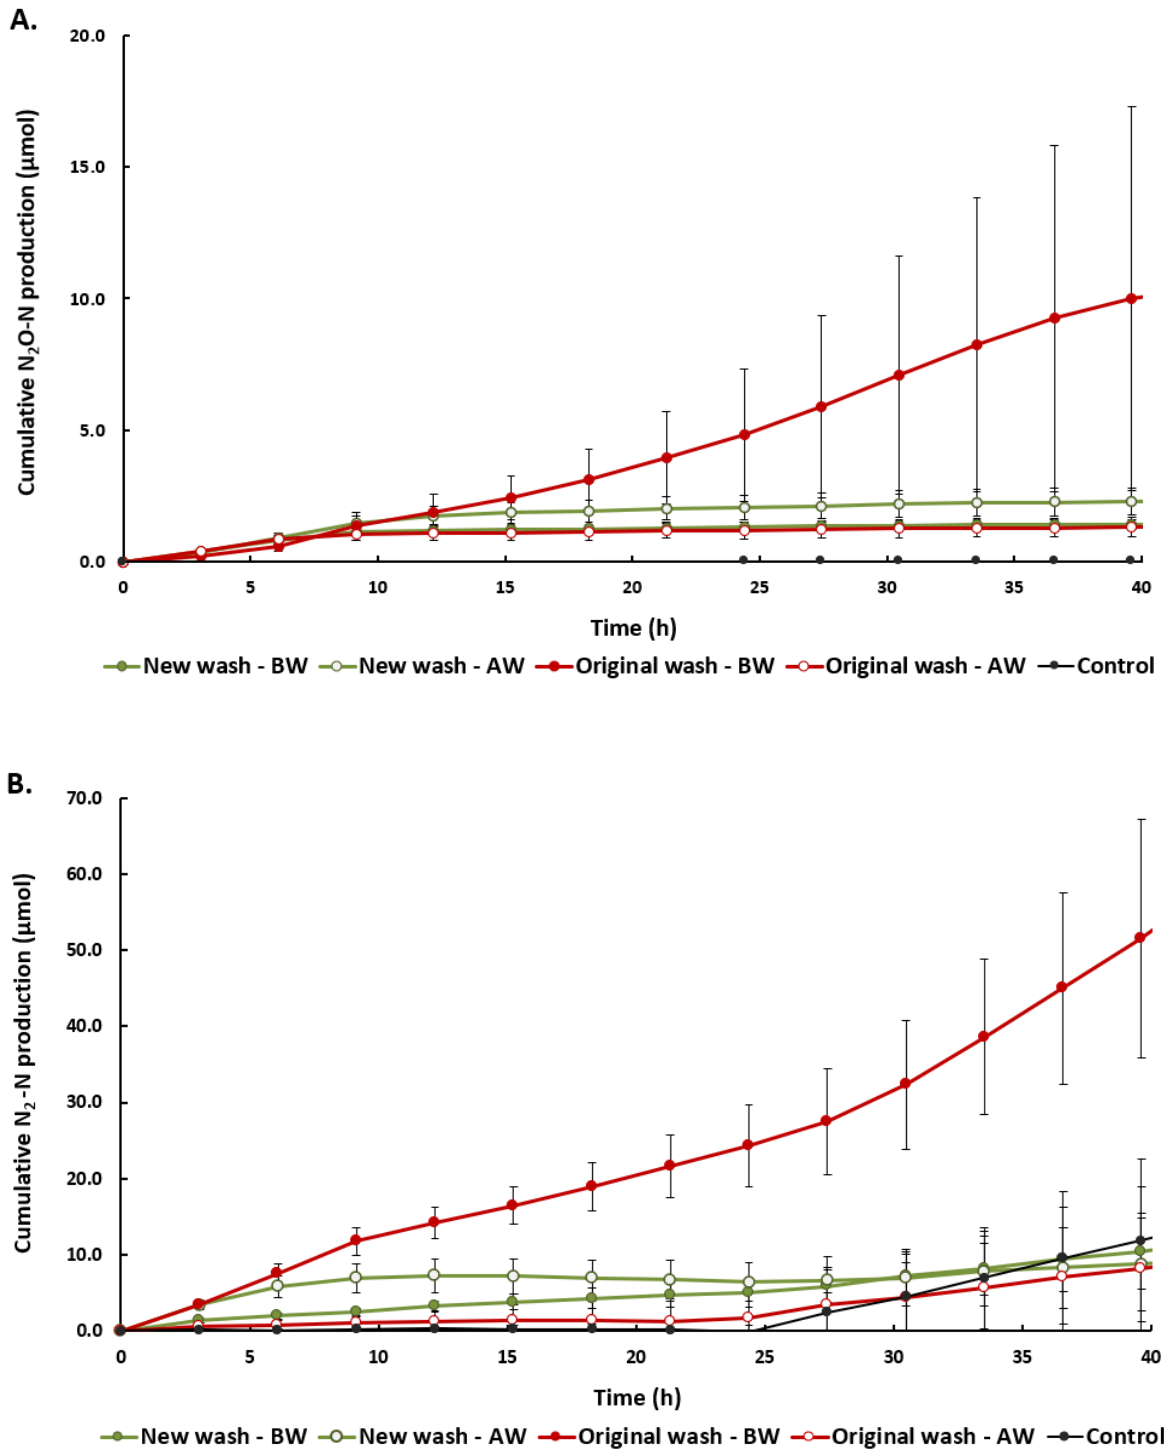 A.
Cumulative N₂O-N production (µmol)
20.0
15.0
10.0
5.0
0.0
0 5 10 15 20 25 30 35 40
Time (h)
New wash - BW New wash - AW Original wash - BW Original wash - AW Control
B.
Cumulative N₂ -N production (µmol)
70.0
60.0
50.0
40.0
30.0
20.0
10.0
0.0
0 5 10 15 20 25 30 35 40
Time (h)
New wash - BW New wash - AW Original wash - BW Original wash - AW Control